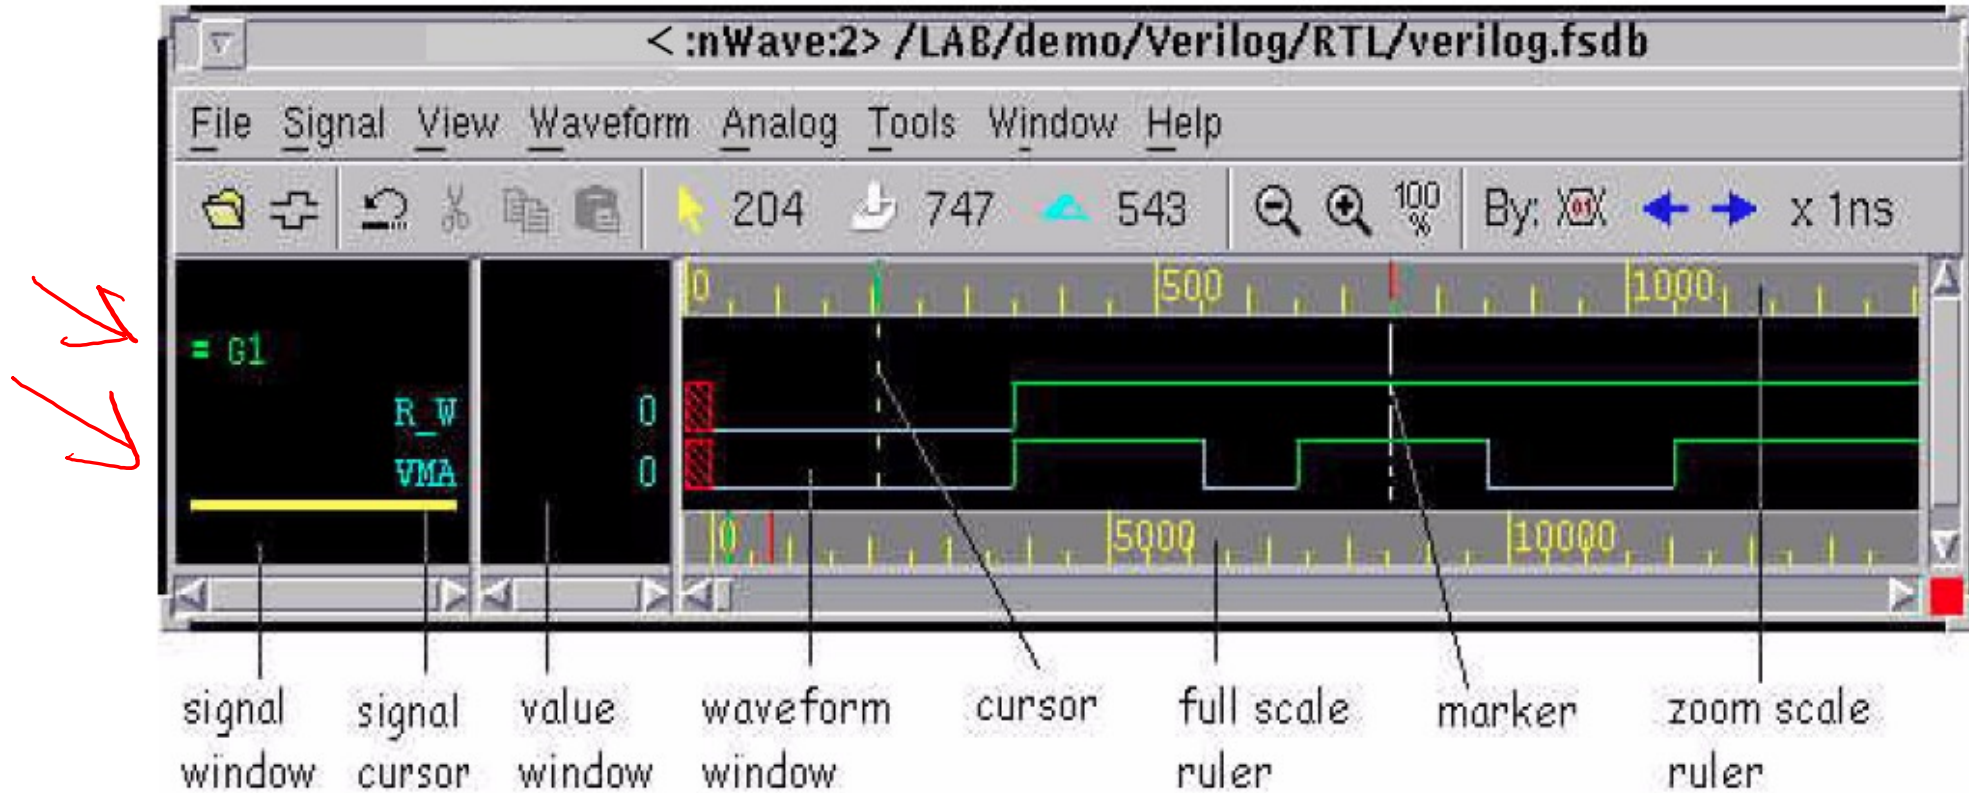 < :nWave:2> /LAB/demo/Verilog/RTL/verilog.fsdb
File Signal View Waveform Analog Tools Window Help
204 747 543 100 % By: 01 x 1ns
0 500 1000
= G1
R_W 0
VMA 0
0 5000 10000
signal window
signal cursor
value window
waveform window
cursor
full scale ruler
marker
zoom scale ruler